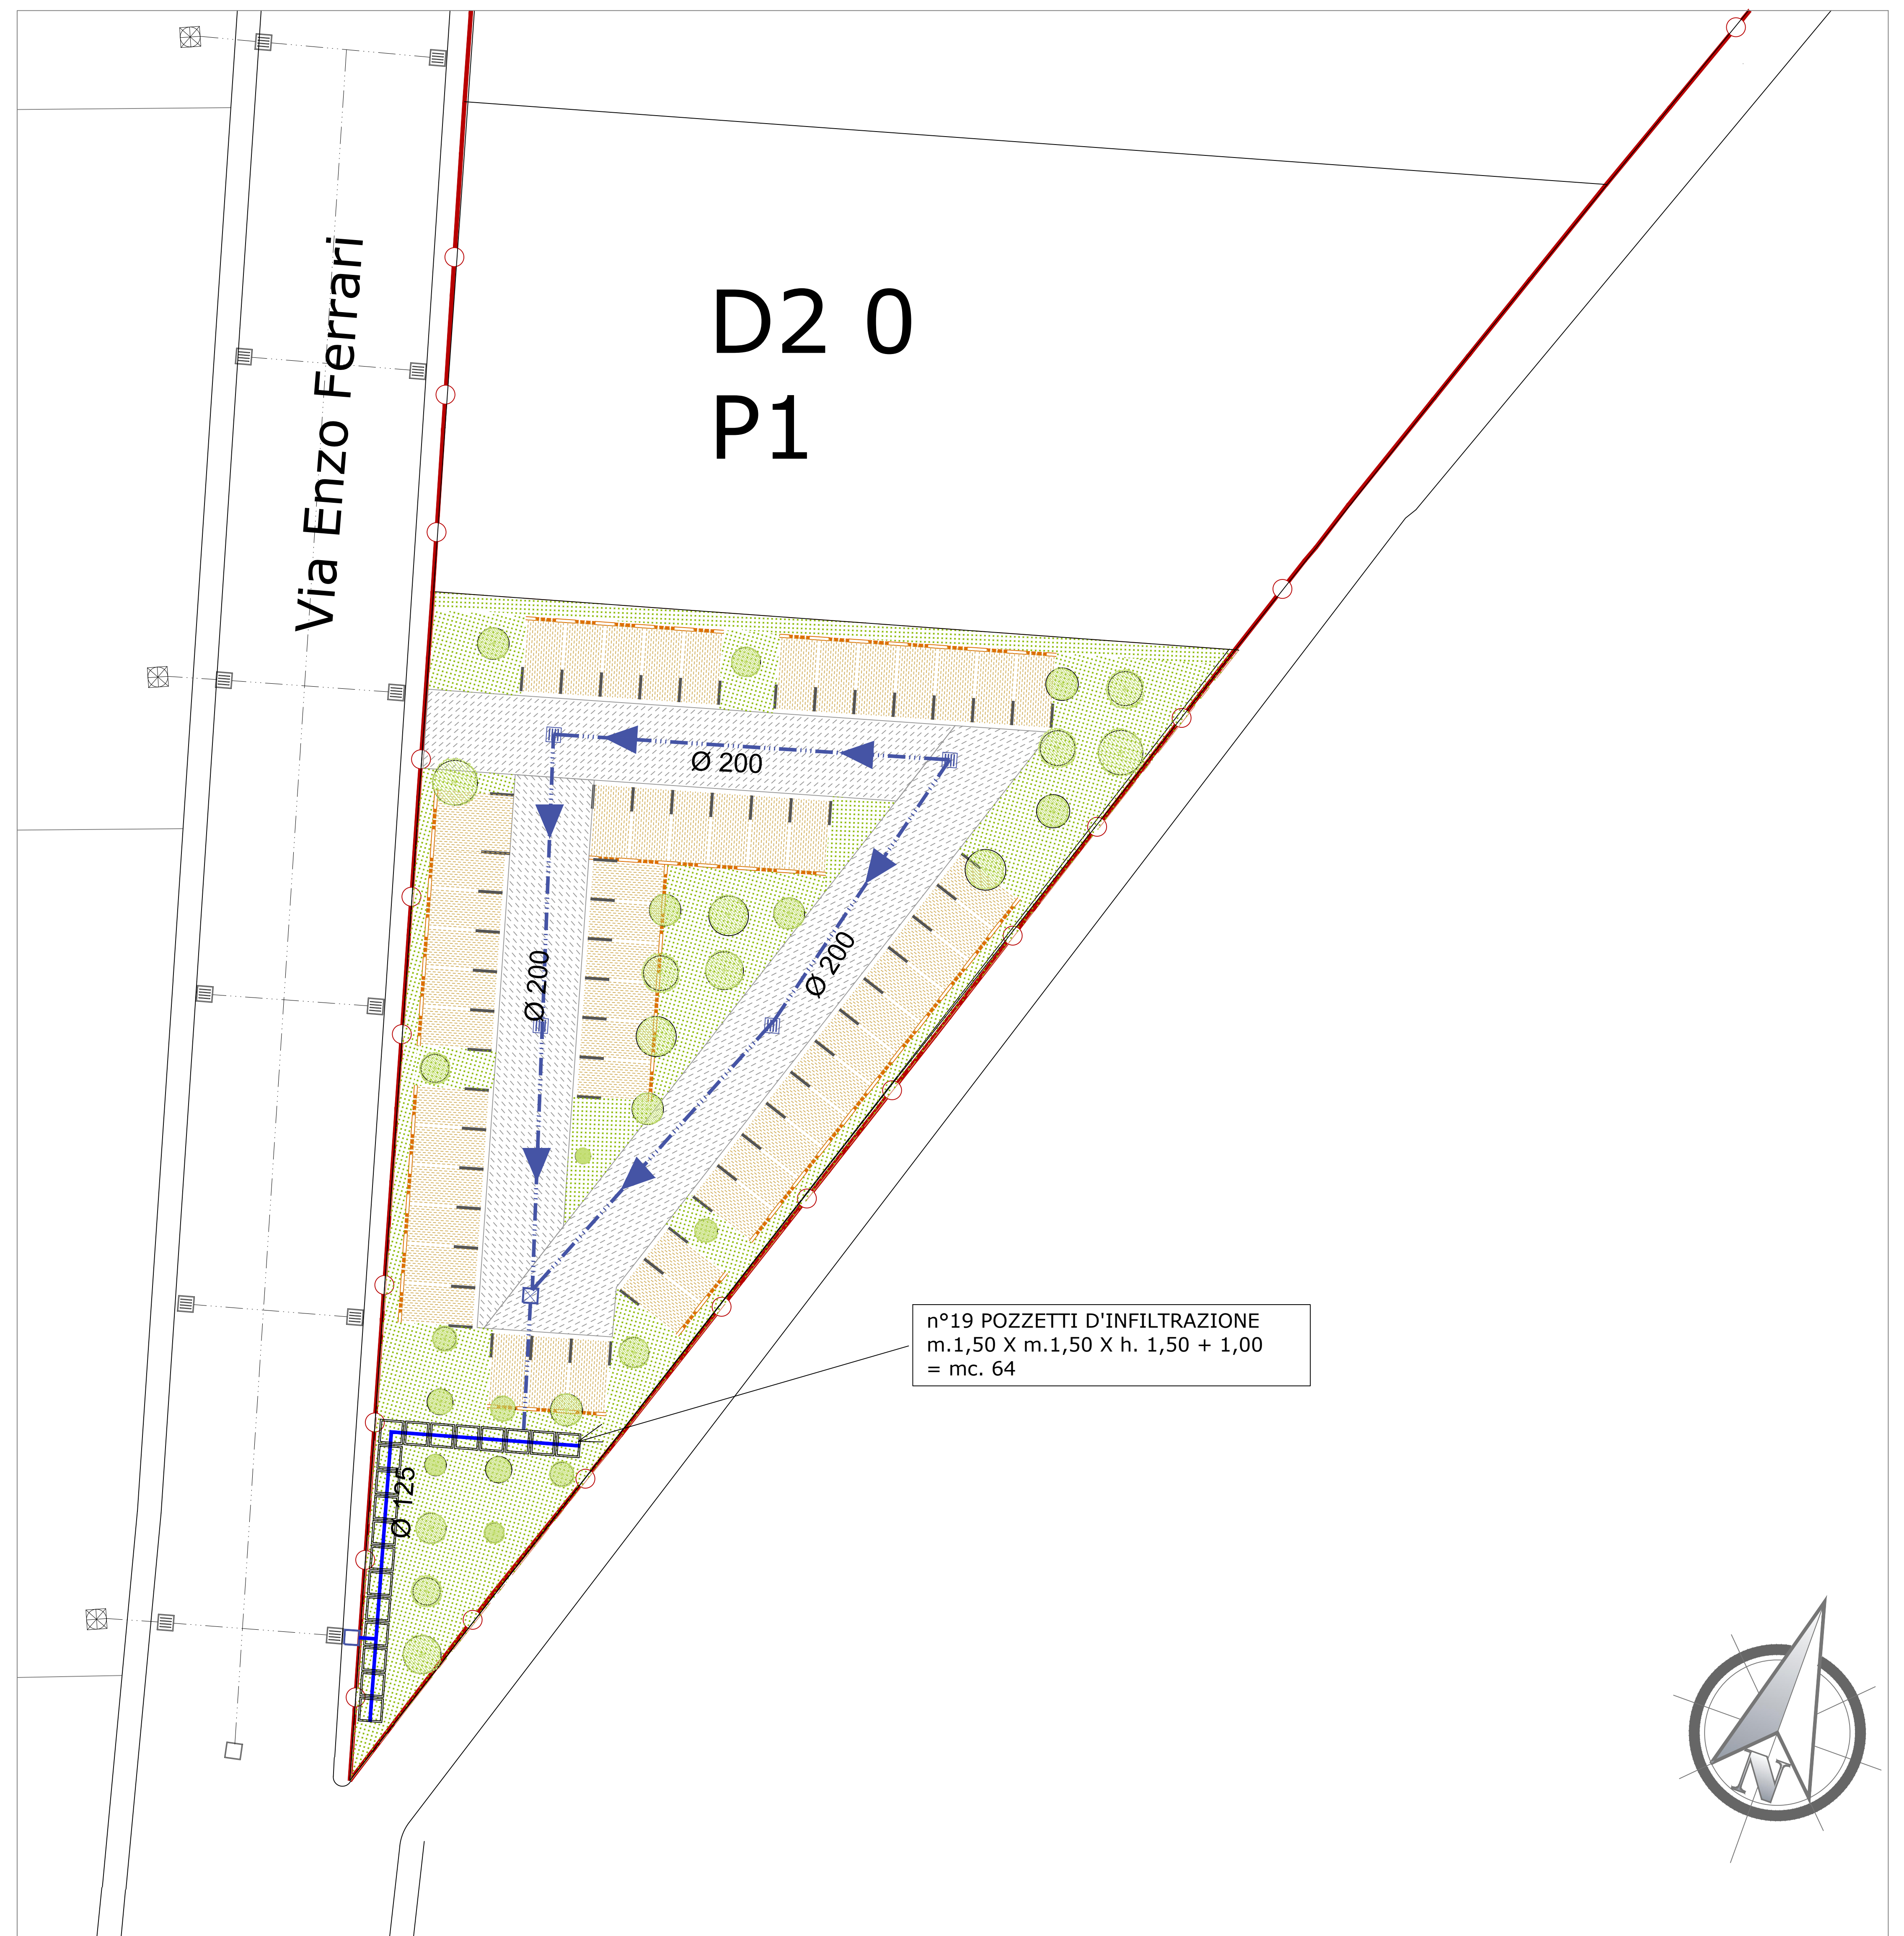 Via Enzo Ferrari
D2 0
P1
Ø 200
Ø 200
Ø 200
n°19 POZZETTI D'INFILTRAZIONE
m.1,50 X m.1,50 X h. 1,50 + 1,00
= mc. 64
Ø 125
N